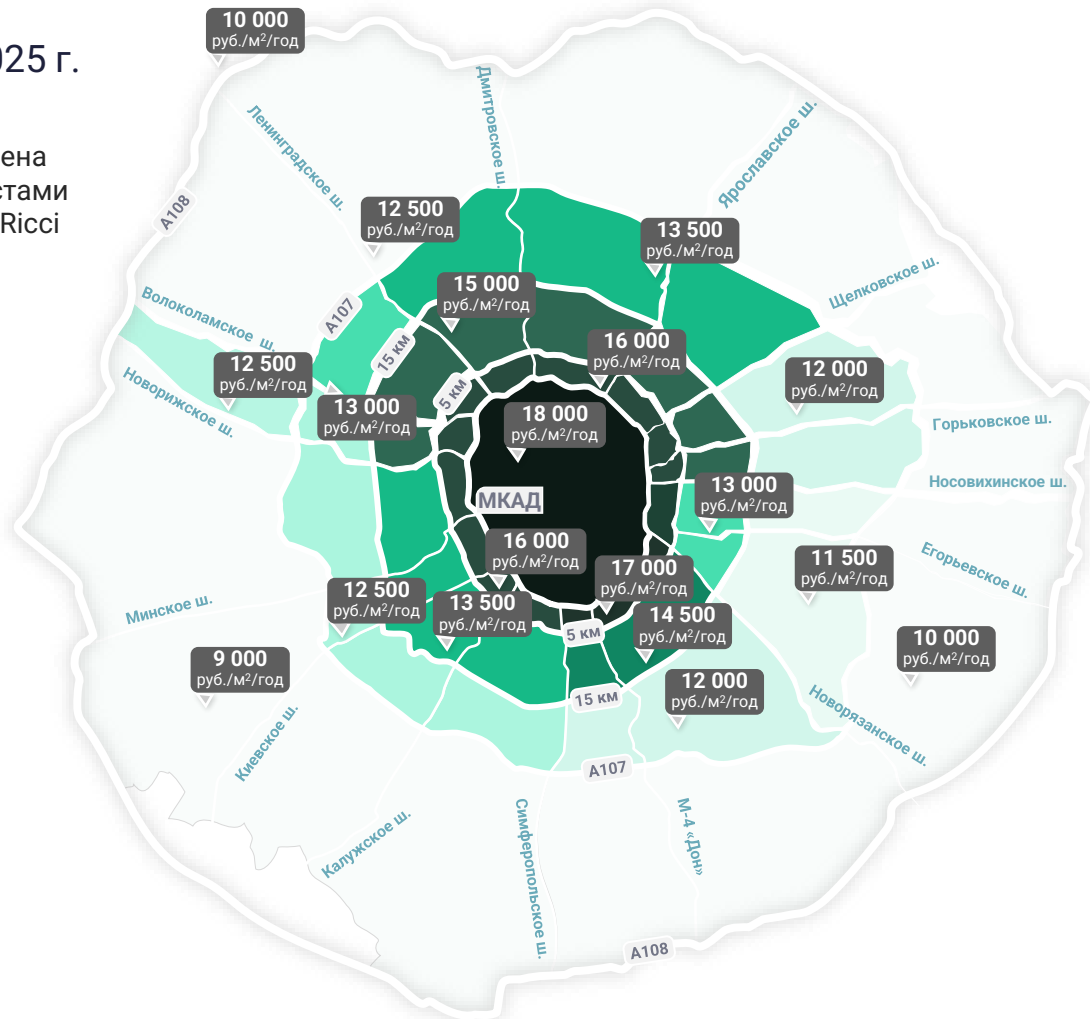 10 000
руб./м²/год
025 г.
ена
стами
Ricci
Ленинградское ш.
Дмитровское ш.
Ярославское ш.
A108
12 500
руб./м²/год
13 500
руб./м²/год
Щелковское ш.
Волоколамское ш.
A107
15 000
руб./м²/год
15 км
16 000
руб./м²/год
12 500
руб./м²/год
12 000
руб./м²/год
Новорижское ш.
5 км
13 000
руб./м²/год
18 000
руб./м²/год
Горьковское ш.
МКАД
13 000
руб./м²/год
Носовихинское ш.
16 000
руб./м²/год
11 500
руб./м²/год
Егорьевское ш.
17 000
руб./м²/год
12 500
руб./м²/год
13 500
руб./м²/год
14 500
руб./м²/год
Минское ш.
5 км
10 000
руб./м²/год
9 000
руб./м²/год
15 км
12 000
руб./м²/год
Новорязанское ш.
Киевское ш.
A107
Калужское ш.
Симферопольское ш.
М-4 «Дон»
A108